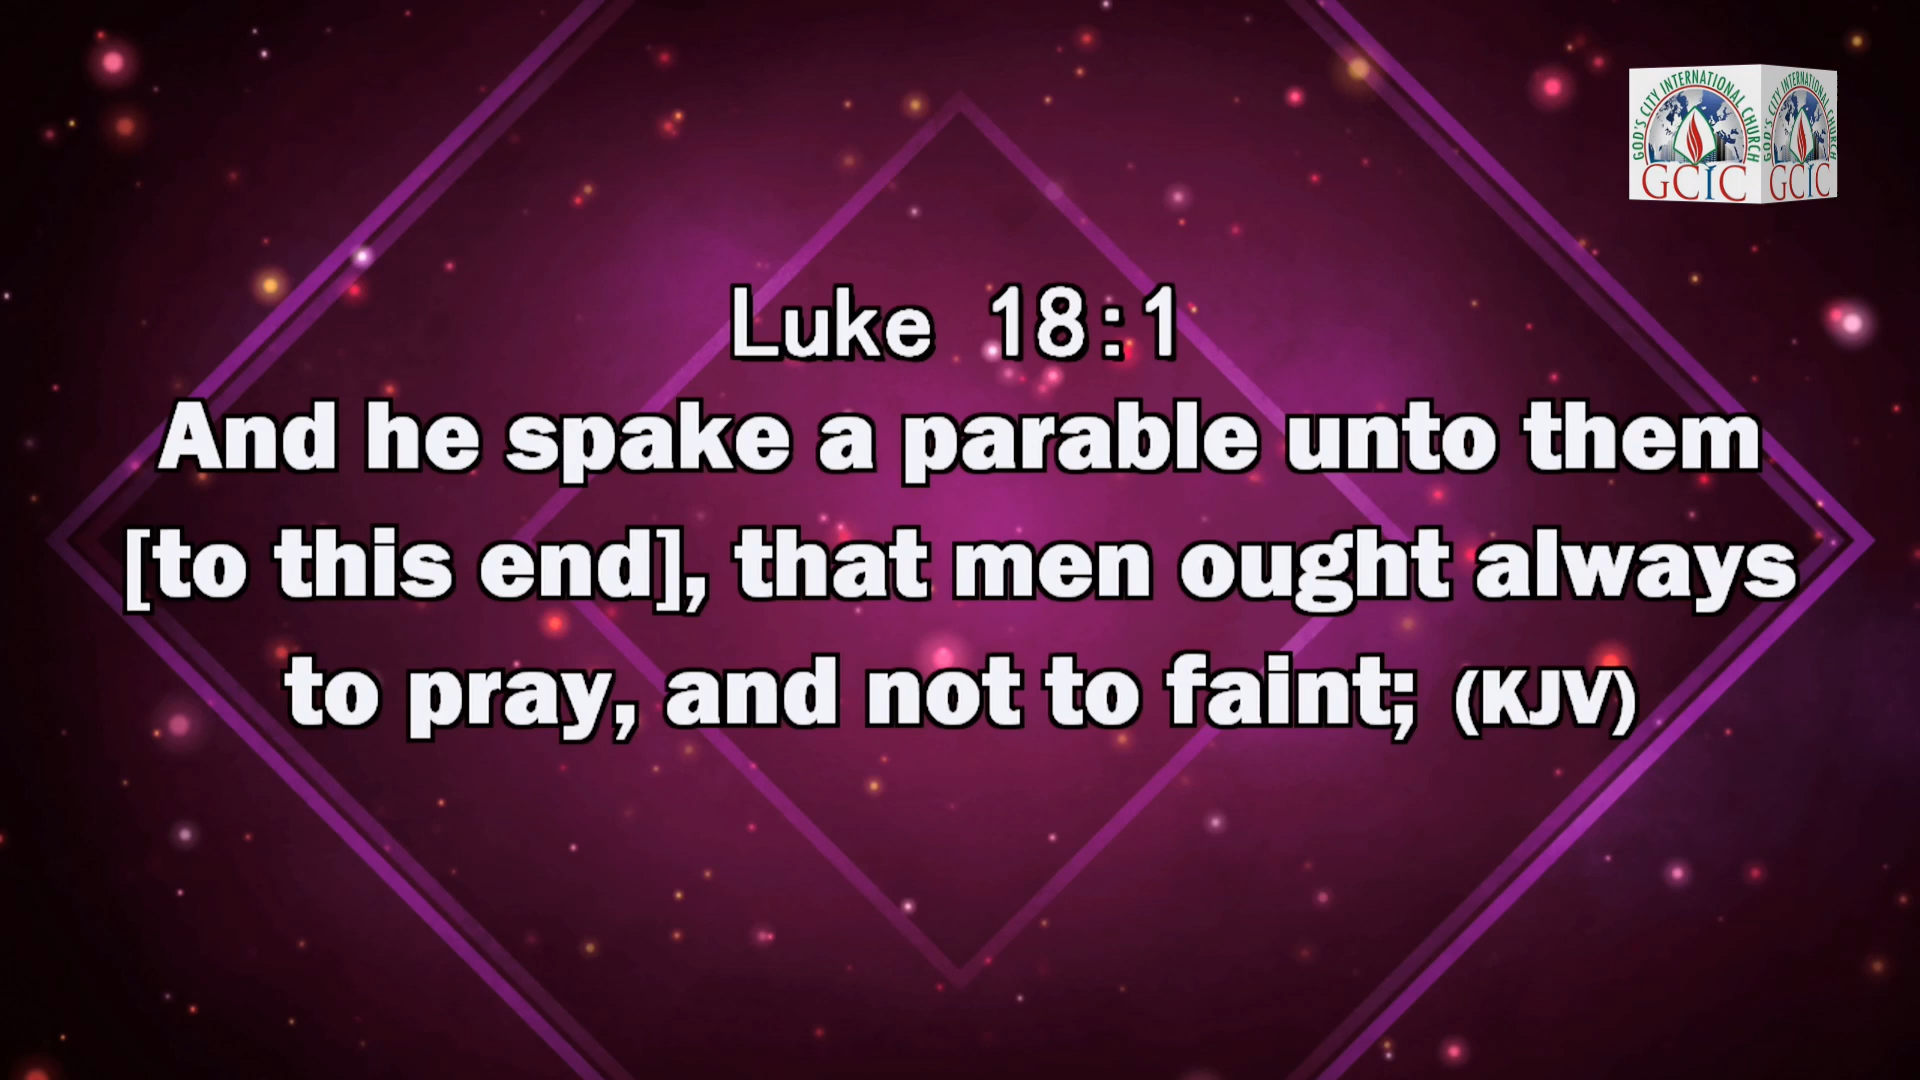 GOD'S CITY INTERNATIONAL CHURCH
GCIC
GOD'S CITY INTERNATIONAL CHURCH
GCIC
Luke 18:1
And he spake a parable unto them
[to this end], that men ought always
to pray, and not to faint; (KJV)